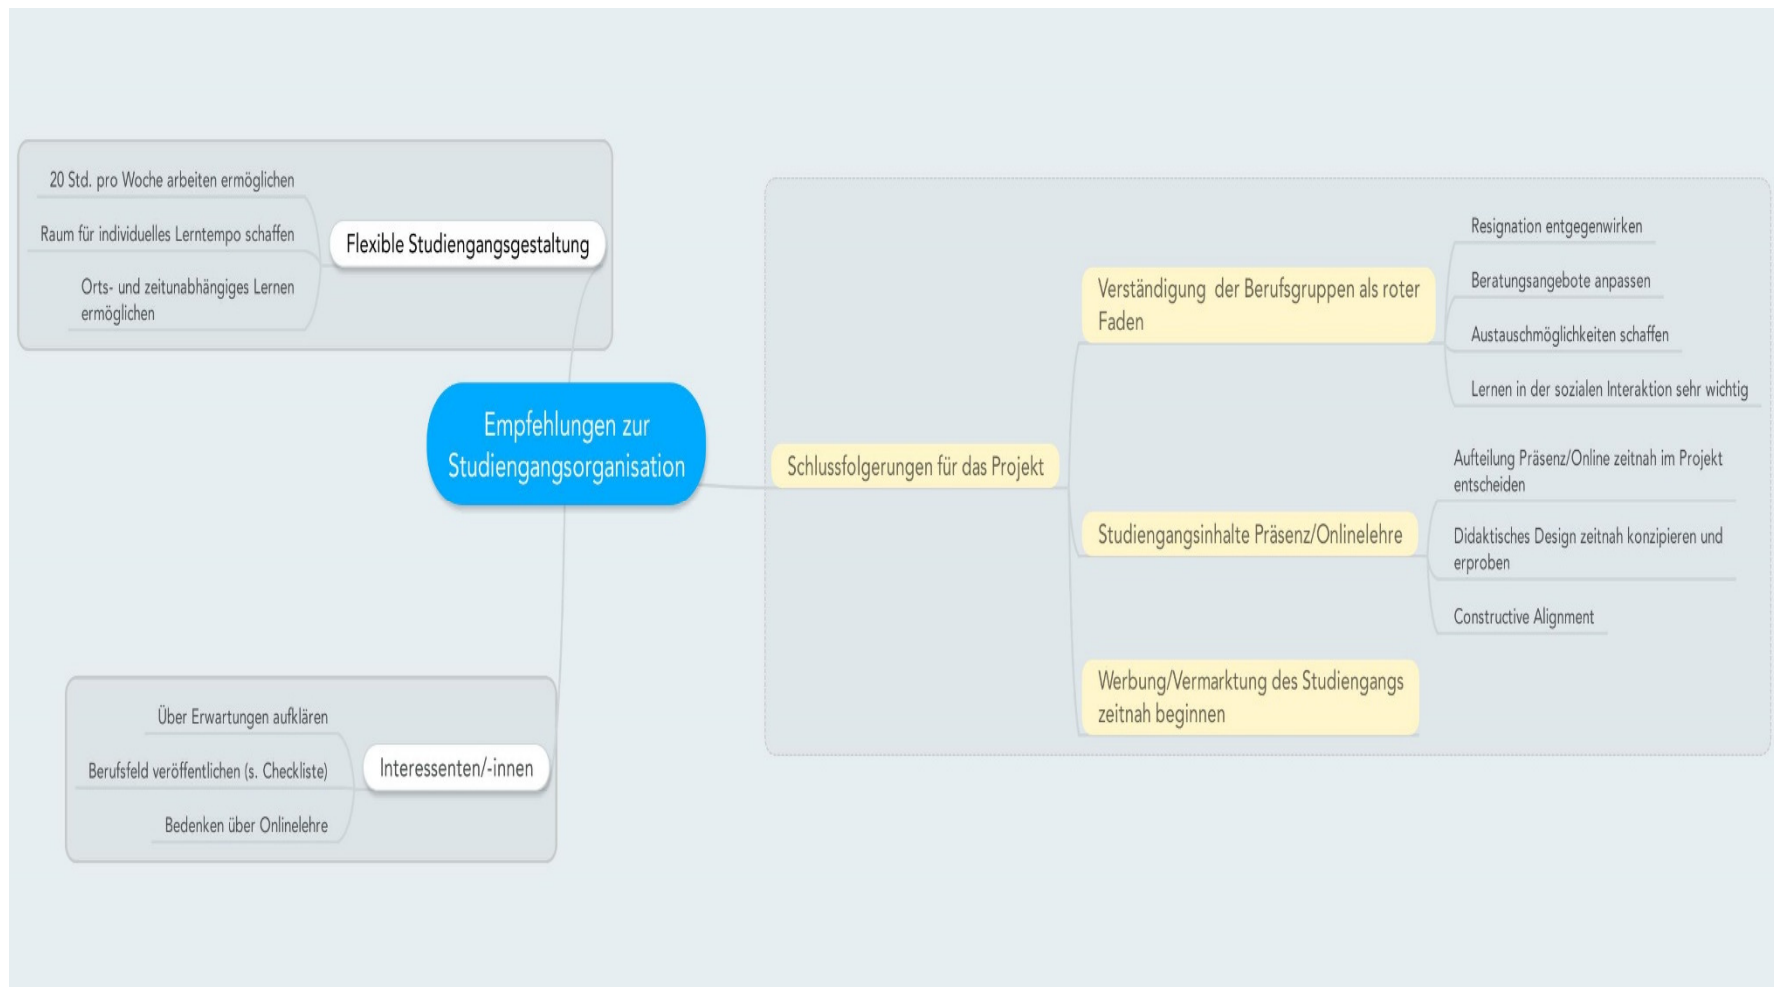 20 Std. pro Woche arbeiten ermöglichen
Raum für individuelles Lerntempo schaffen
Orts- und zeitunabhängiges Lernen
ermöglichen
Flexible Studiengangsgestaltung
Empfehlungen zur
Studiengangsorganisation
Über Erwartungen aufklären
Berufsfeld veröffentlichen (s. Checkliste)
Bedenken über Onlinelehre
Interessenten/-innen
Schlussfolgerungen für das Projekt
Verständigung der Berufsgruppen als roter
Faden
Resignation entgegenwirken
Beratungsangebote anpassen
Austauschmöglichkeiten schaffen
Lernen in der sozialen Interaktion sehr wichtig
Studiengangsinhalte Präsenz/Onlinelehre
Aufteilung Präsenz/Online zeitnah im Projekt
entscheiden
Didaktisches Design zeitnah konzipieren und
erproben
Constructive Alignment
Werbung/Vermarktung des Studiengangs
zeitnah beginnen